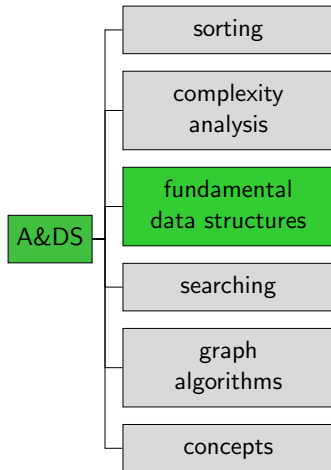 sorting
complexity
analysis
fundamental
data structures
A&DS
searching
graph
algorithms
concepts